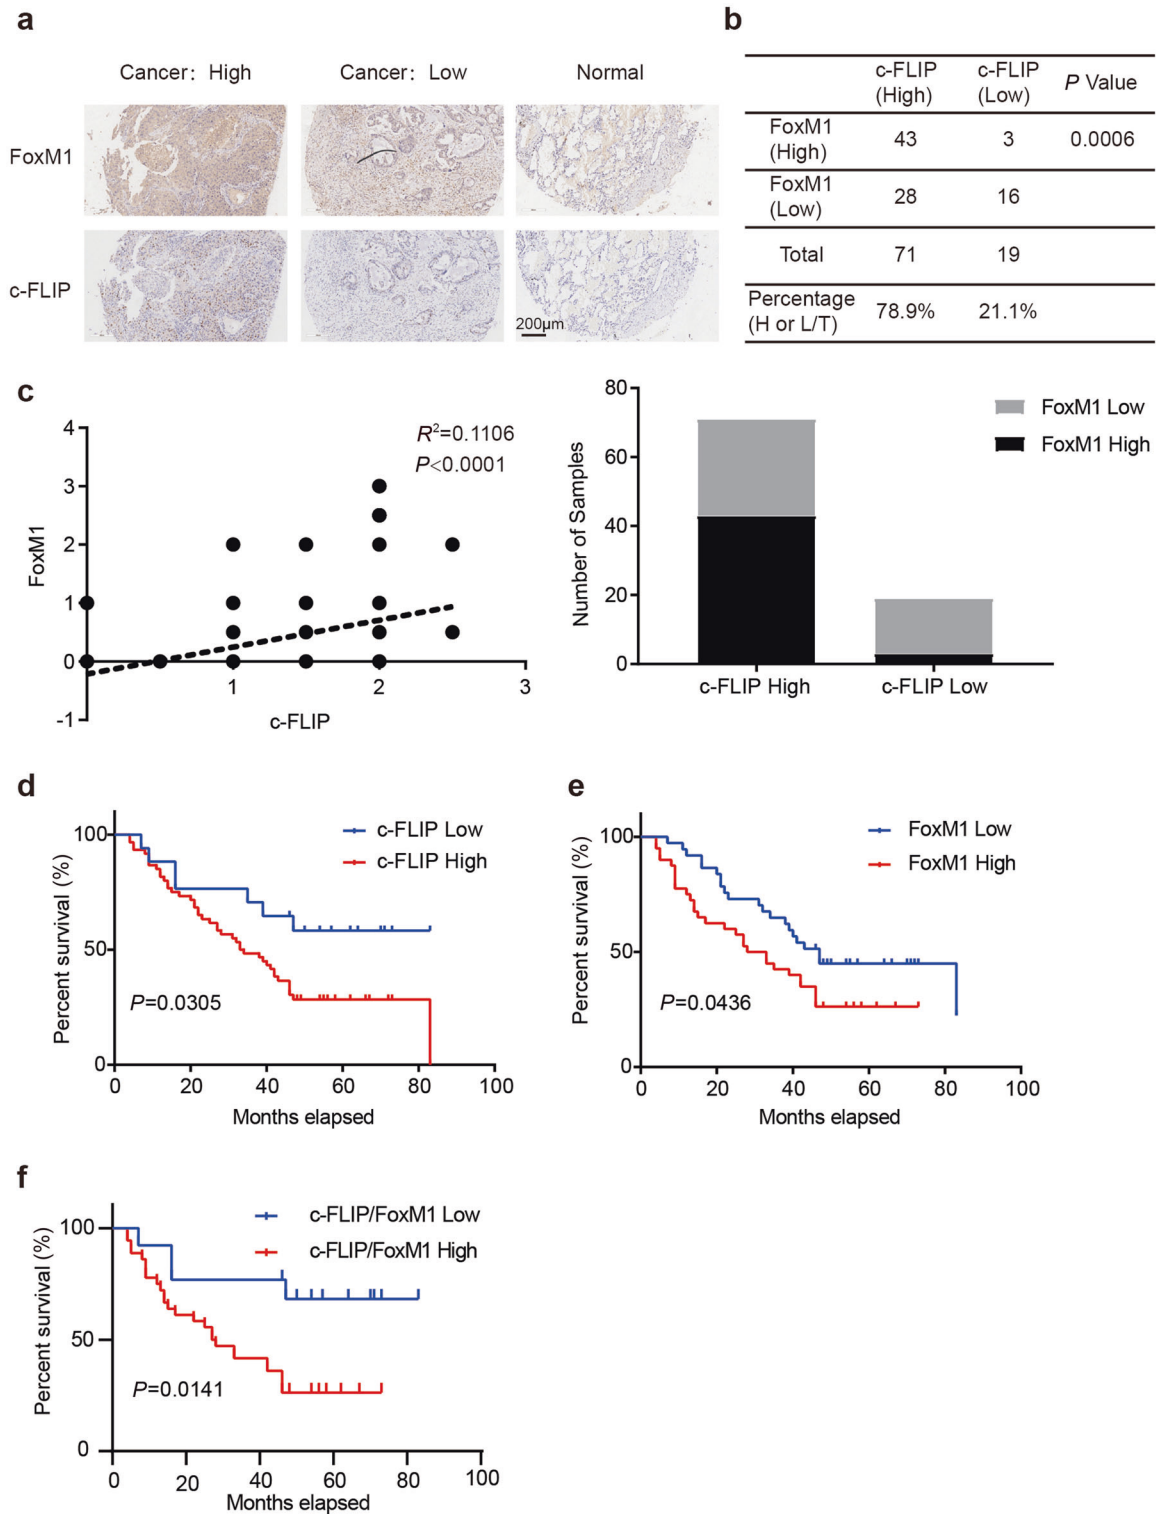 a
Cancer: High
Cancer: Low
Normal
FoxM1
c-FLIP
200μm
b
c-FLIP (High)
c-FLIP (Low)
P Value
FoxM1 (High)
43
3
0.0006
FoxM1 (Low)
28
16
Total
71
19
Percentage (H or L/T)
78.9%
21.1%
c
R²=0.1106
P<0.0001
FoxM1
4
3
2
1
0
-1
1
2
3
c-FLIP
Number of Samples
80
60
40
20
0
c-FLIP High
c-FLIP Low
FoxM1 Low
FoxM1 High
d
Percent survival (%)
100
50
0
c-FLIP Low
c-FLIP High
P=0.0305
0
20
40
60
80
100
Months elapsed
e
Percent survival (%)
100
50
0
FoxM1 Low
FoxM1 High
P=0.0436
0
20
40
60
80
100
Months elapsed
f
Percent survival (%)
100
50
0
c-FLIP/FoxM1 Low
c-FLIP/FoxM1 High
P=0.0141
0
20
40
60
80
100
Months elapsed